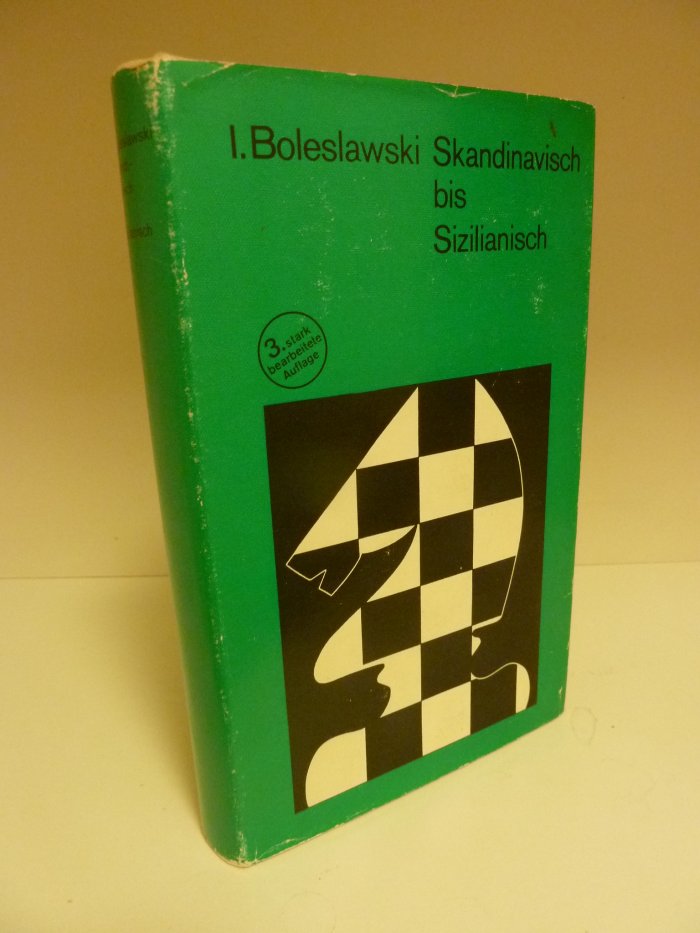 I. Boleslawski
Skandinavisch
bis
Sizilianisch
3. stark
bearbeitete
Auflage